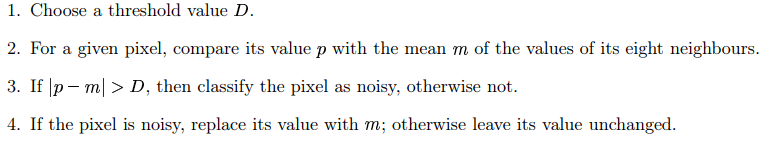 1. Choose a threshold value D.
2. For a given pixel, compare its value p with the mean m of the values of its eight neighbours.
3. If |p − m| > D, then classify the pixel as noisy, otherwise not.
4. If the pixel is noisy, replace its value with m; otherwise leave its value unchanged.